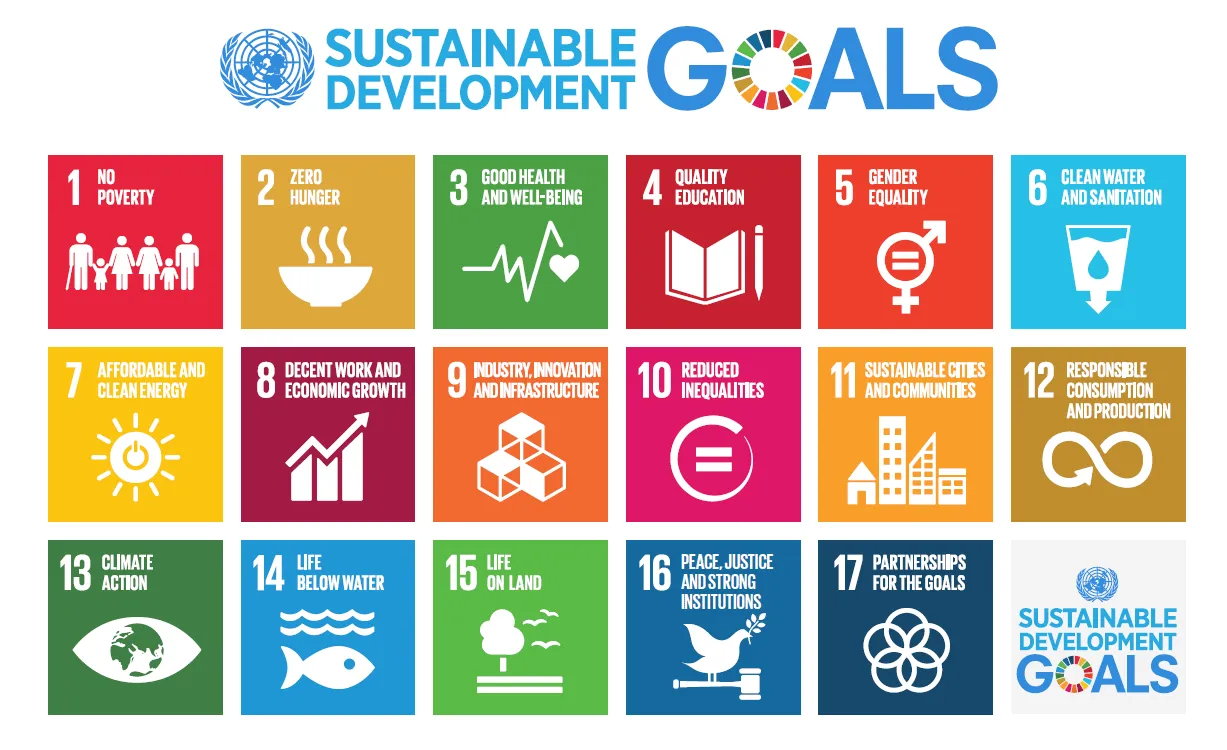 SUSTAINABLE
DEVELOPMENT
GOALS
1 NO
POVERTY
2 ZERO
HUNGER
3 GOOD HEALTH
AND WELL-BEING
4 QUALITY
EDUCATION
5 GENDER
EQUALITY
6 CLEAN WATER
AND SANITATION
7 AFFORDABLE AND
CLEAN ENERGY
8 DECENT WORK AND
ECONOMIC GROWTH
9 INDUSTRY, INNOVATION
AND INFRASTRUCTURE
10 REDUCED
INEQUALITIES
11 SUSTAINABLE CITIES
AND COMMUNITIES
12 RESPONSIBLE
CONSUMPTION
AND PRODUCTION
13 CLIMATE
ACTION
14 LIFE
BELOW WATER
15 LIFE
ON LAND
16 PEACE, JUSTICE
AND STRONG
INSTITUTIONS
17 PARTNERSHIPS
FOR THE GOALS
SUSTAINABLE
DEVELOPMENT
GOALS